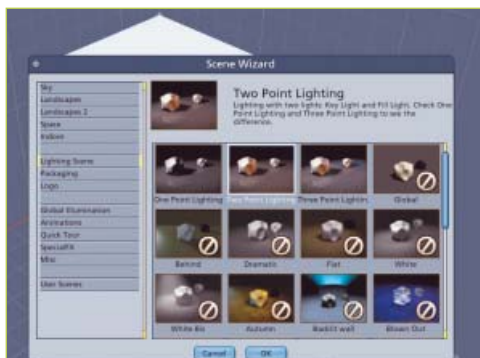 Scene Wizard
Sky
Landscapes
Landscapes 2
Space
Indoor
Lighting Scene
Packaging
Logo
Global Illumination
Animations
Quick Tour
SpecialFX
Misc
User Scenes
Two Point Lighting
Lighting with two lights: Key Light and Fill Light. Check One
Point Lighting and Three Point Lighting to see the
difference.
One Point Lighting
Two Point Lighting
Three Point Lightin
Global
Behind
Dramatic
Flat
White
White Bis
Autumn
Backlit wall
Blown Out
Cancel
OK